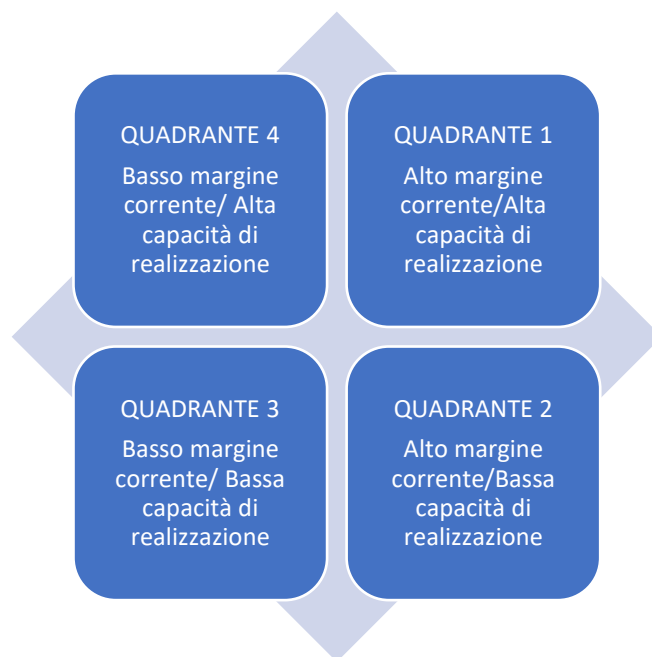 QUADRANTE 4
Basso margine
corrente/ Alta
capacità di
realizzazione
QUADRANTE 1
Alto margine
corrente/Alta
capacità di
realizzazione
QUADRANTE 3
Basso margine
corrente/ Bassa
capacità di
realizzazione
QUADRANTE 2
Alto margine
corrente/Bassa
capacità di
realizzazione